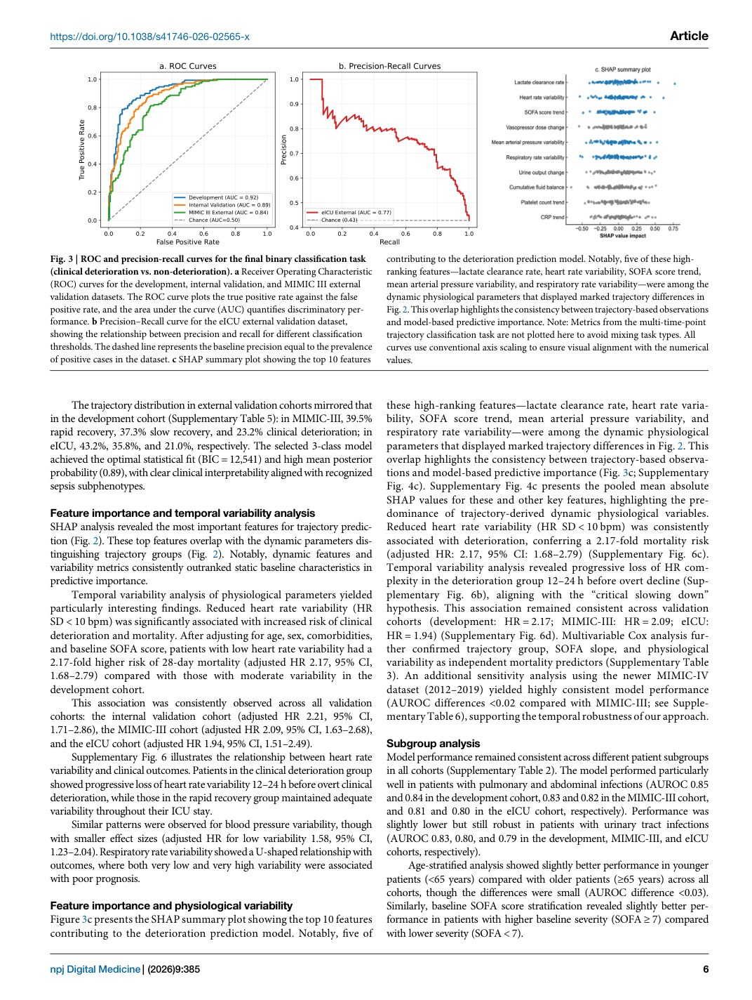 https://doi.org/10.1038/s41746-026-02565-x
Article
a. ROC Curves
True Positive Rate
1.0
0.8
0.6
0.4
0.2
0.0
Development (AUC = 0.92)
Internal Validation (AUC = 0.89)
MIMIC III External (AUC = 0.84)
Chance (AUC=0.50)
0.0 0.2 0.4 0.6 0.8 1.0
False Positive Rate
b. Precision-Recall Curves
Precision
1.0
0.9
0.8
0.7
0.6
0.5
0.4
eICU External (AUC = 0.77)
Chance (0.43)
0.0 0.2 0.4 0.6 0.8 1.0
Recall
c. SHAP summary plot
Lactate clearance rate
Heart rate variability
SOFA score trend
Vasopressor dose change
Mean arterial pressure variability
Respiratory rate variability
Urine output change
Cumulative fluid balance
Platelet count trend
CRP trend
−0.50 −0.25 0.00 0.25 0.50 0.75
SHAP value impact
Fig. 3 | ROC and precision-recall curves for the final binary classification task
(clinical deterioration vs. non-deterioration). a Receiver Operating Characteristic
(ROC) curves for the development, internal validation, and MIMIC III external
validation datasets. The ROC curve plots the true positive rate against the false
positive rate, and the area under the curve (AUC) quantifies discriminatory per-
formance. b Precision–Recall curve for the eICU external validation dataset,
showing the relationship between precision and recall for different classification
thresholds. The dashed line represents the baseline precision equal to the prevalence
of positive cases in the dataset. c SHAP summary plot showing the top 10 features
contributing to the deterioration prediction model. Notably, five of these high-
ranking features—lactate clearance rate, heart rate variability, SOFA score trend,
mean arterial pressure variability, and respiratory rate variability—were among the
dynamic physiological parameters that displayed marked trajectory differences in
Fig. 2. This overlap highlights the consistency between trajectory-based observations
and model-based predictive importance. Note: Metrics from the multi-time-point
trajectory classification task are not plotted here to avoid mixing task types. All
curves use conventional axis scaling to ensure visual alignment with the numerical
values.
The trajectory distribution in external validation cohorts mirrored that
in the development cohort (Supplementary Table 5): in MIMIC-III, 39.5%
rapid recovery, 37.3% slow recovery, and 23.2% clinical deterioration; in
eICU, 43.2%, 35.8%, and 21.0%, respectively. The selected 3-class model
achieved the optimal statistical fit (BIC = 12,541) and high mean posterior
probability (0.89), with clear clinical interpretability aligned with recognized
sepsis subphenotypes.
Feature importance and temporal variability analysis
SHAP analysis revealed the most important features for trajectory predic-
tion (Fig. 2). These top features overlap with the dynamic parameters dis-
tinguishing trajectory groups (Fig. 2). Notably, dynamic features and
variability metrics consistently outranked static baseline characteristics in
predictive importance.
Temporal variability analysis of physiological parameters yielded
particularly interesting findings. Reduced heart rate variability (HR
SD < 10 bpm) was significantly associated with increased risk of clinical
deterioration and mortality. After adjusting for age, sex, comorbidities,
and baseline SOFA score, patients with low heart rate variability had a
2.17-fold higher risk of 28-day mortality (adjusted HR 2.17, 95% CI,
1.68–2.79) compared with those with moderate variability in the
development cohort.
This association was consistently observed across all validation
cohorts: the internal validation cohort (adjusted HR 2.21, 95% CI,
1.71–2.86), the MIMIC-III cohort (adjusted HR 2.09, 95% CI, 1.63–2.68),
and the eICU cohort (adjusted HR 1.94, 95% CI, 1.51–2.49).
Supplementary Fig. 6 illustrates the relationship between heart rate
variability and clinical outcomes. Patients in the clinical deterioration group
showed progressive loss of heart rate variability 12–24 h before overt clinical
deterioration, while those in the rapid recovery group maintained adequate
variability throughout their ICU stay.
Similar patterns were observed for blood pressure variability, though
with smaller effect sizes (adjusted HR for low variability 1.58, 95% CI,
1.23–2.04). Respiratory rate variability showed a U-shaped relationship with
outcomes, where both very low and very high variability were associated
with poor prognosis.
Feature importance and physiological variability
Figure 3c presents the SHAP summary plot showing the top 10 features
contributing to the deterioration prediction model. Notably, five of
these high-ranking features—lactate clearance rate, heart rate varia-
bility, SOFA score trend, mean arterial pressure variability, and
respiratory rate variability—were among the dynamic physiological
parameters that displayed marked trajectory differences in Fig. 2. This
overlap highlights the consistency between trajectory-based observa-
tions and model-based predictive importance (Fig. 3c; Supplementary
Fig. 4c). Supplementary Fig. 4c presents the pooled mean absolute
SHAP values for these and other key features, highlighting the pre-
dominance of trajectory-derived dynamic physiological variables.
Reduced heart rate variability (HR SD < 10 bpm) was consistently
associated with deterioration, conferring a 2.17-fold mortality risk
(adjusted HR: 2.17, 95% CI: 1.68–2.79) (Supplementary Fig. 6c).
Temporal variability analysis revealed progressive loss of HR com-
plexity in the deterioration group 12–24 h before overt decline (Sup-
plementary Fig. 6b), aligning with the “critical slowing down”
hypothesis. This association remained consistent across validation
cohorts (development: HR = 2.17; MIMIC-III: HR = 2.09; eICU:
HR = 1.94) (Supplementary Fig. 6d). Multivariable Cox analysis fur-
ther confirmed trajectory group, SOFA slope, and physiological
variability as independent mortality predictors (Supplementary Table
3). An additional sensitivity analysis using the newer MIMIC-IV
dataset (2012–2019) yielded highly consistent model performance
(AUROC differences <0.02 compared with MIMIC-III; see Supple-
mentary Table 6), supporting the temporal robustness of our approach.
Subgroup analysis
Model performance remained consistent across different patient subgroups
in all cohorts (Supplementary Table 2). The model performed particularly
well in patients with pulmonary and abdominal infections (AUROC 0.85
and 0.84 in the development cohort, 0.83 and 0.82 in the MIMIC-III cohort,
and 0.81 and 0.80 in the eICU cohort, respectively). Performance was
slightly lower but still robust in patients with urinary tract infections
(AUROC 0.83, 0.80, and 0.79 in the development, MIMIC-III, and eICU
cohorts, respectively).
Age-stratified analysis showed slightly better performance in younger
patients (<65 years) compared with older patients (≥65 years) across all
cohorts, though the differences were small (AUROC difference <0.03).
Similarly, baseline SOFA score stratification revealed slightly better per-
formance in patients with higher baseline severity (SOFA ≥ 7) compared
with lower severity (SOFA < 7).
npj Digital Medicine | (2026)9:385
6